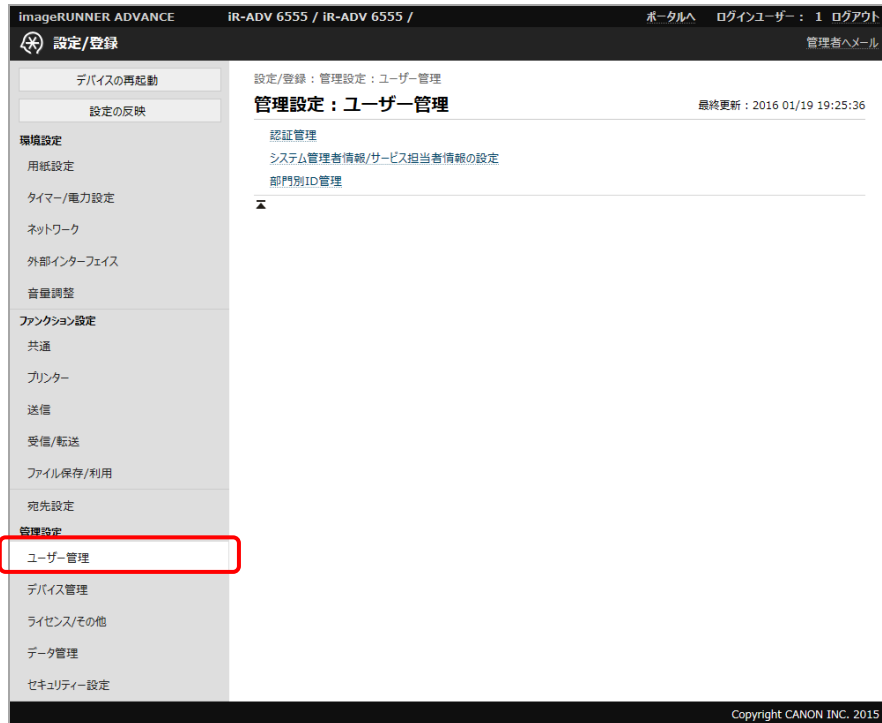 imageRUNNER ADVANCE iR-ADV 6555 / iR-ADV 6555 / ポータルへ ログインユーザー： 1 ログアウト
設定/登録 管理者へメール
デバイスの再起動
設定の反映
環境設定
用紙設定
タイマー/電力設定
ネットワーク
外部インターフェイス
音量調整
ファンクション設定
共通
プリンター
送信
受信/転送
ファイル保存/利用
宛先設定
管理設定
ユーザー管理
デバイス管理
ライセンス/その他
データ管理
セキュリティー設定
設定/登録 : 管理設定 : ユーザー管理
管理設定 : ユーザー管理 最終更新 : 2016 01/19 19:25:36
認証管理
システム管理者情報/サービス担当者情報の設定
部門別ID管理
Copyright CANON INC. 2015